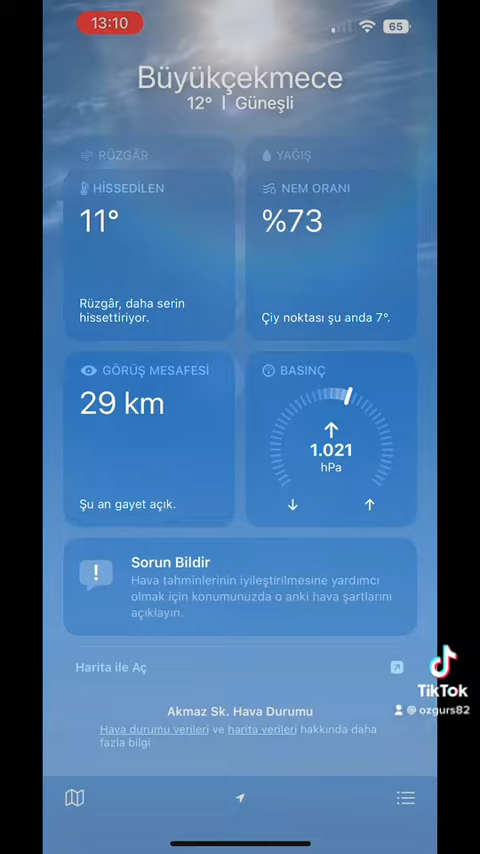 13:10
65
Büyükçekmece
12° | Güneşli
RÜZGÂR
YAĞIŞ
HİSSEDİLEN
11°
Rüzgâr, daha serin
hissettiriyor.
NEM ORANI
%73
Çiy noktası şu anda 7°.
GÖRÜŞ MESAFESİ
29 km
Şu an gayet açık.
BASINÇ
1.021
hPa
Sorun Bildir
Hava tahminlerinin iyileştirilmesine yardımcı
olmak için konumunuzda o anki hava şartlarını
açıklayın.
Harita ile Aç
TikTok
@ozgurs82
Akmaz Sk. Hava Durumu
Hava durumu verileri ve harita verileri hakkında daha
fazla bilgi